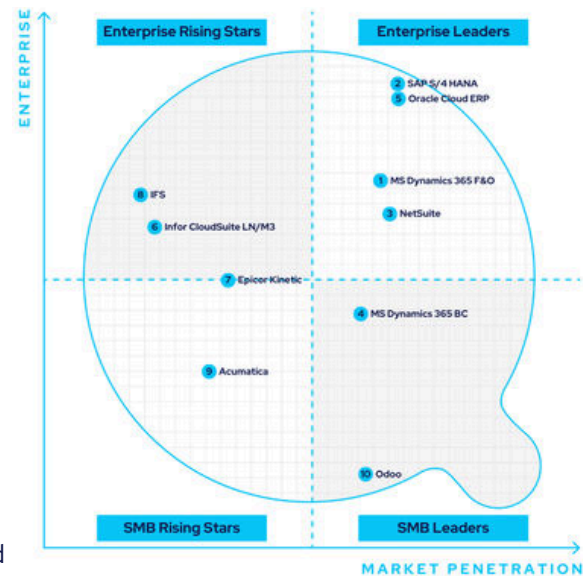 Enterprise Rising Stars
Enterprise Leaders
ENTERPRISE
2 SAP S/4 HANA
5 Oracle Cloud ERP
1 MS Dynamics 365 F&O
8 IFS
3 NetSuite
6 Infor CloudSuite LN/M3
7 Epicor Kinetic
4 MS Dynamics 365 BC
9 Acumatica
10 Odoo
SMB Rising Stars
SMB Leaders
d
MARKET PENETRATION